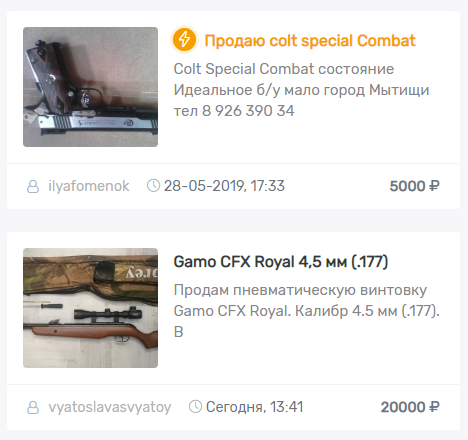 Продаю colt special Combat
Colt Special Combat состояние
Идеальное б/у мало город Мытищи
тел 8 926 390 34
ilyafomenok 28-05-2019, 17:33 5000 ₽
Gamo CFX Royal 4,5 мм (.177)
Продам пневматическую винтовку
Gamo CFX Royal. Калибр 4.5 мм (.177).
В
vyatoslavasvyatoy Сегодня, 13:41 20000 ₽